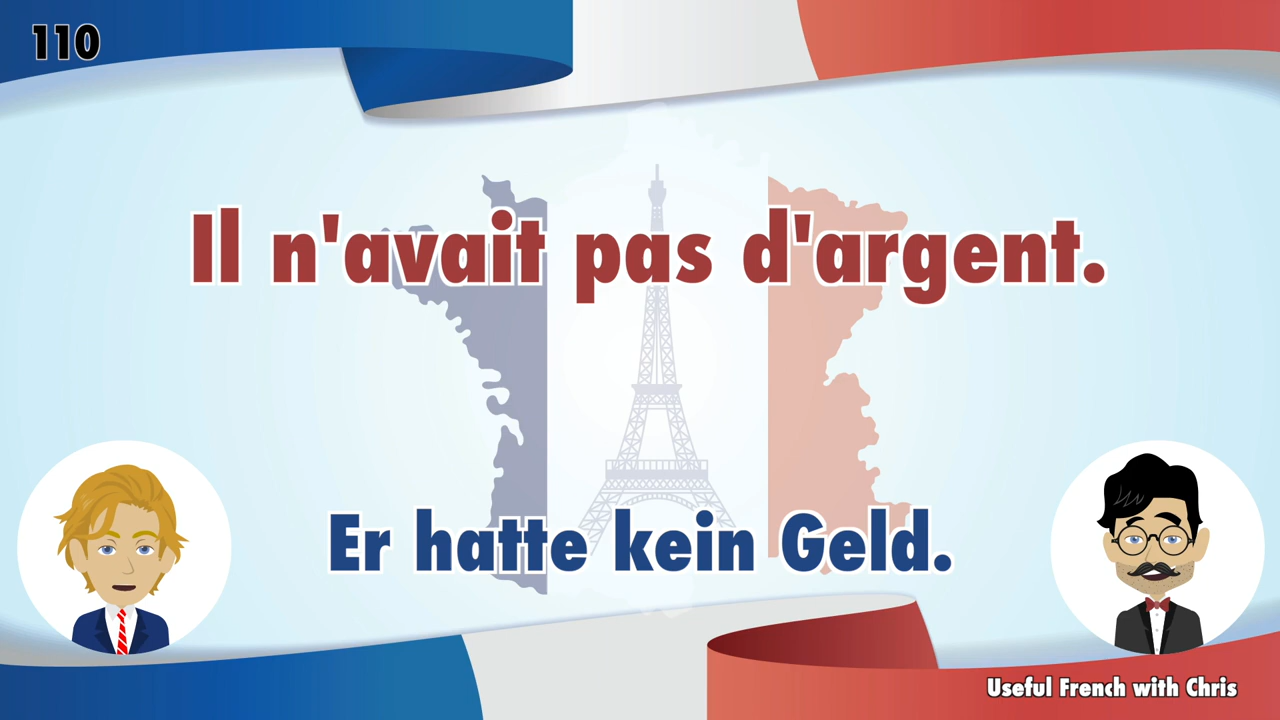 110
Il n'avait pas d'argent.
Er hatte kein Geld.
Useful French with Chris